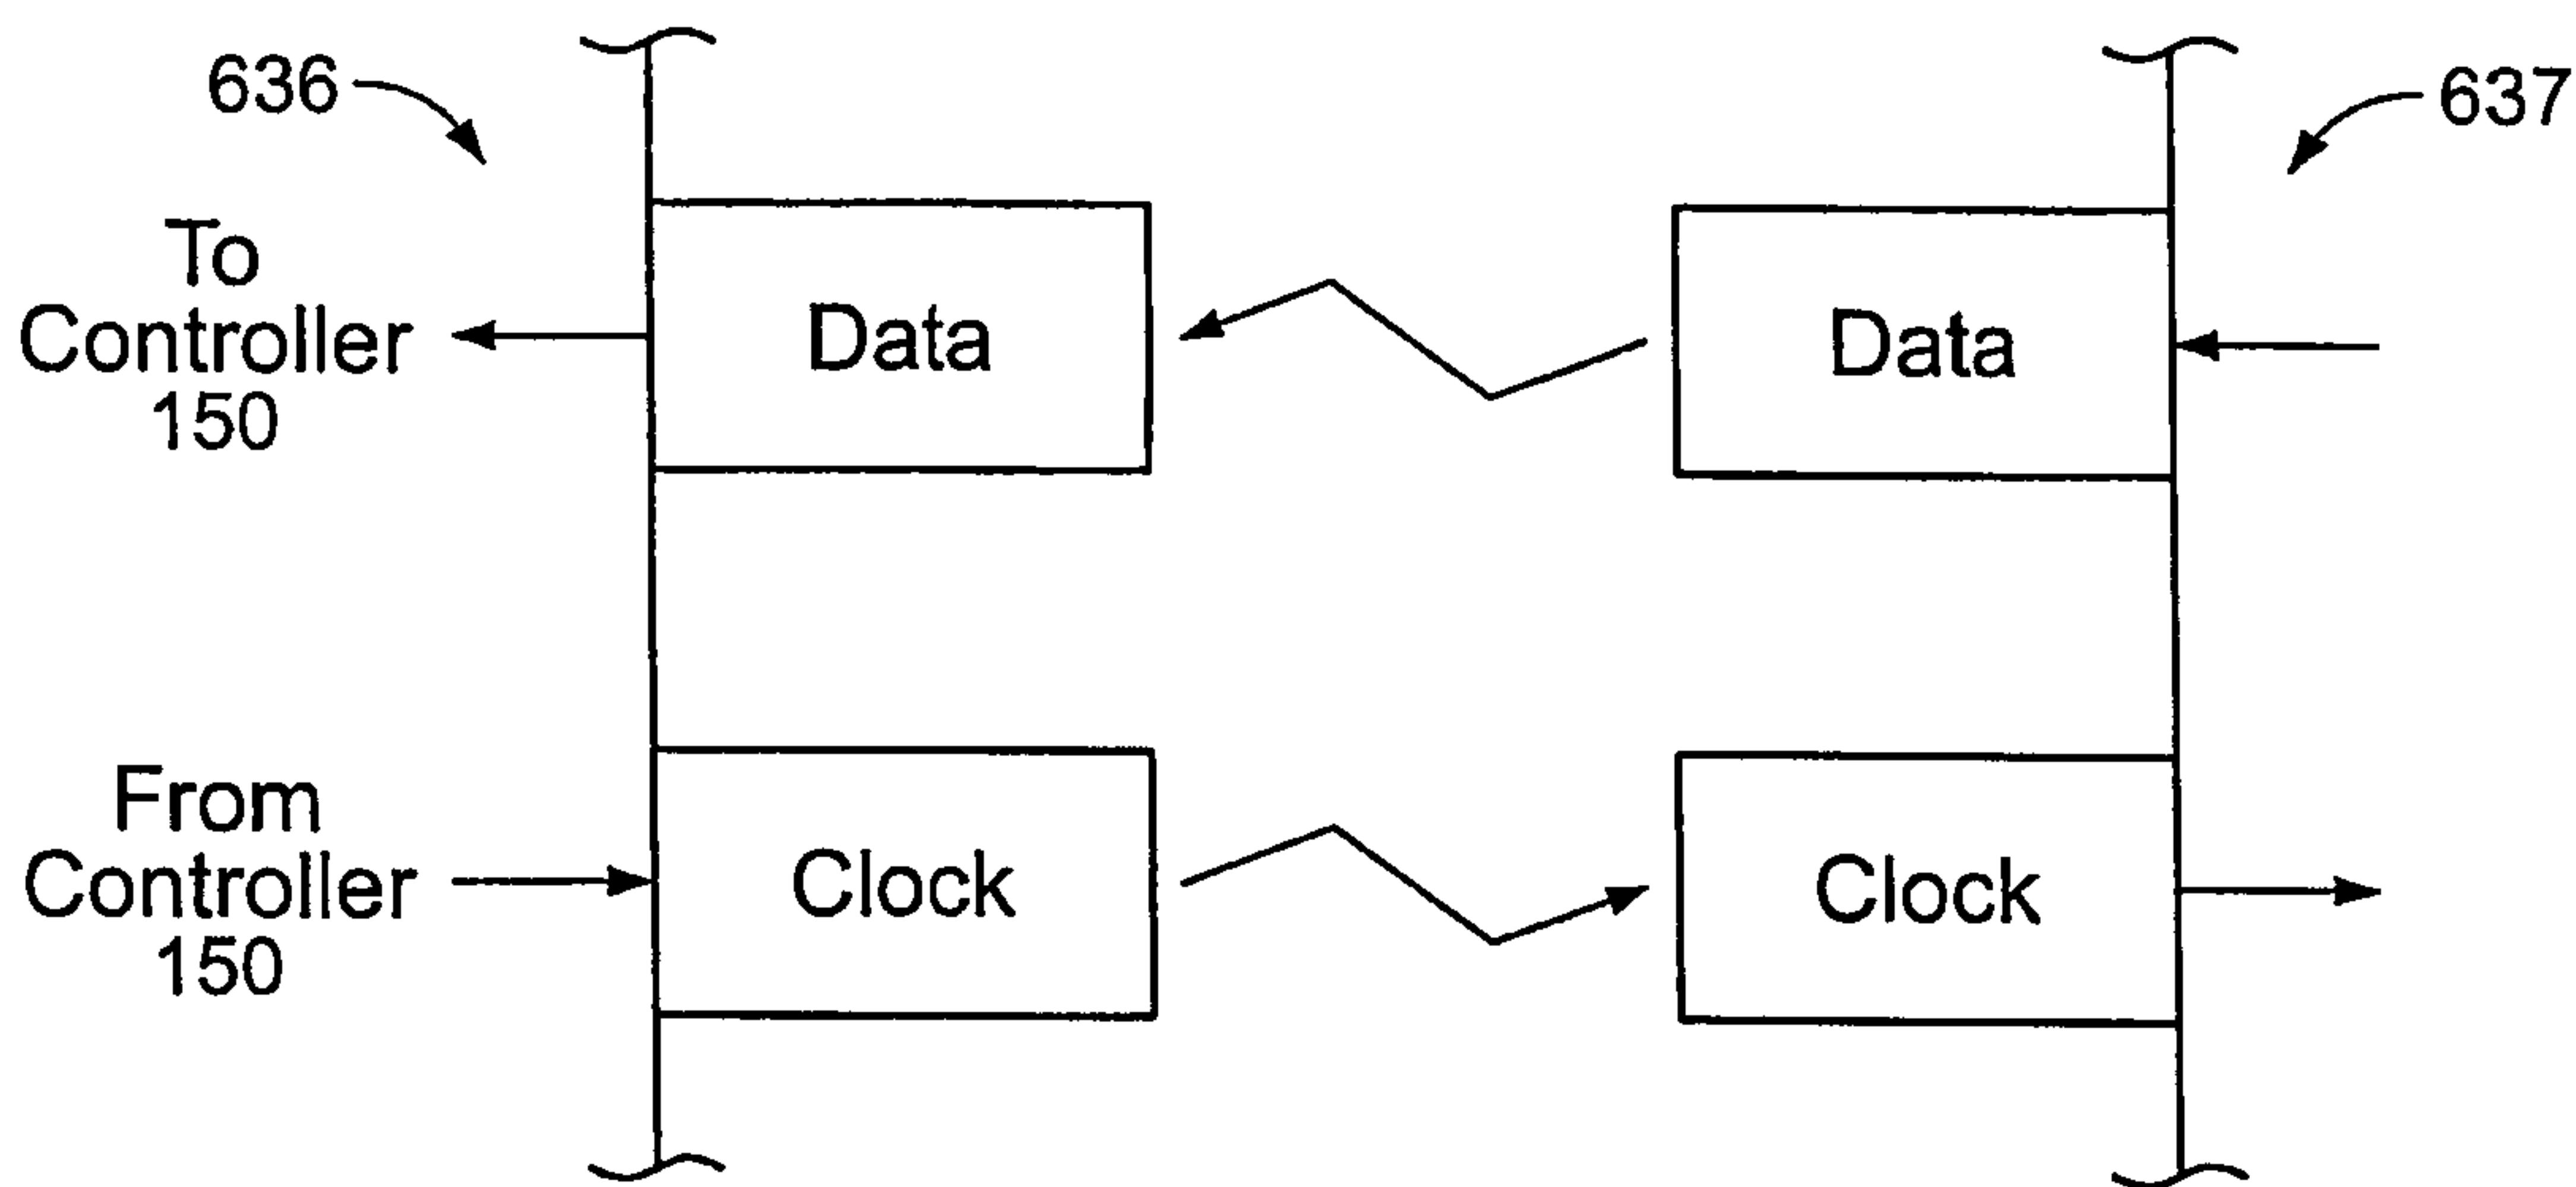 636
637
To
Controller
150
Data
Data
From
Controller
150
Clock
Clock